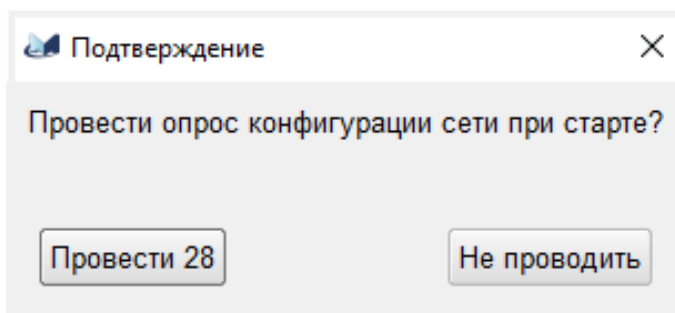 Подтверждение
Провести опрос конфигурации сети при старте?
Провести 28
Не проводить